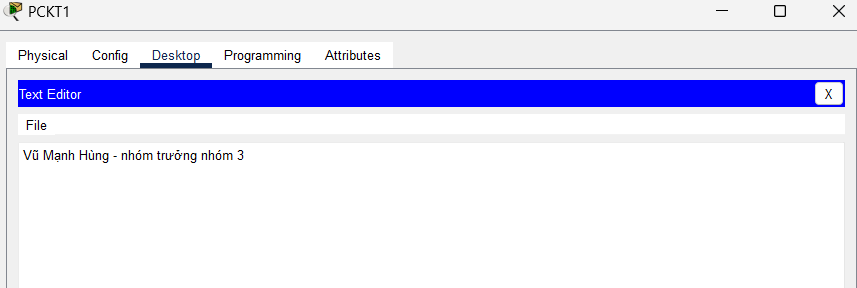 PCKT1
Physical Config Desktop Programming Attributes
Text Editor X
File
Vũ Mạnh Hùng - nhóm trưởng nhóm 3